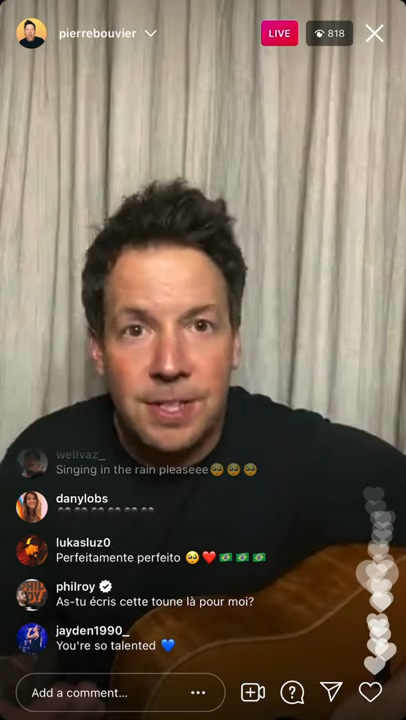 pierrebouvier
LIVE
818
wellvaz_
Singing in the rain pleaseee🥺🥺🥺
danylobs
🖤🖤🖤🖤🖤🖤🖤
lukasluz0
Perfeitamente perfeito 🥺❤️🇧🇷🇧🇷🇧🇷
philroy
As-tu écris cette toune là pour moi?
jayden1990_
You're so talented 💙
Add a comment...